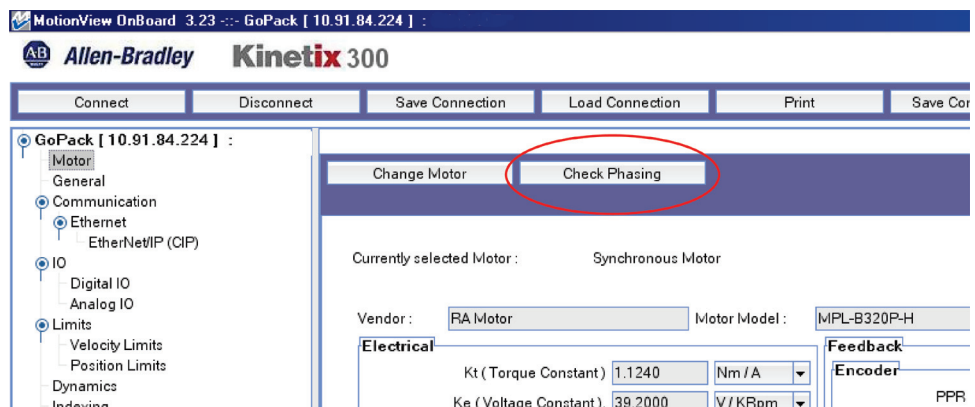 MotionView OnBoard 3.23 -::- GoPack [ 10.91.84.224 ] :
AB Allen-Bradley Kinetix 300
Connect Disconnect Save Connection Load Connection Print Save Con
GoPack [ 10.91.84.224 ] :
Motor
General
Communication
Ethernet
EtherNet/IP (CIP)
IO
Digital IO
Analog IO
Limits
Velocity Limits
Position Limits
Dynamics
Indexing
Change Motor Check Phasing
Currently selected Motor : Synchronous Motor
Vendor : RA Motor Motor Model : MPL-B320P-H
Electrical Feedback
Kt ( Torque Constant ) 1.1240 Nm / A Encoder
Ke ( Voltage Constant ). 39.2000 V / KRpm PPR